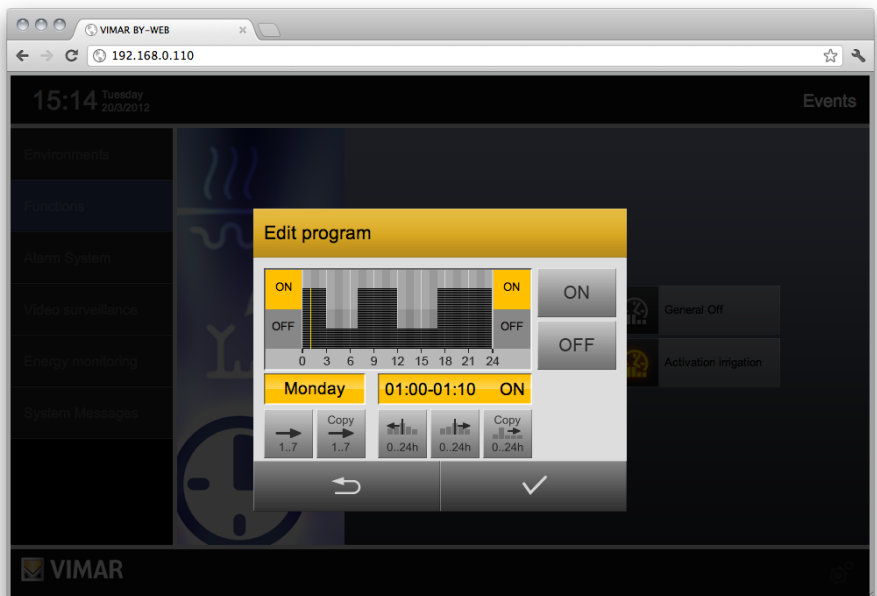 VIMAR BY-WEB
192.168.0.110
15:14 Tuesday
20/3/2012
Events
Environments
Functions
Alarm System
Video surveillance
Energy monitoring
System Messages
Edit program
ON ON
OFF OFF
0 3 6 9 12 15 18 21 24
ON
OFF
General Off
Activation imgation
Monday 01:00-01:10 ON
1..7
Copy
1..7
0..24h
0..24h
Copy
0..24h
VIMAR